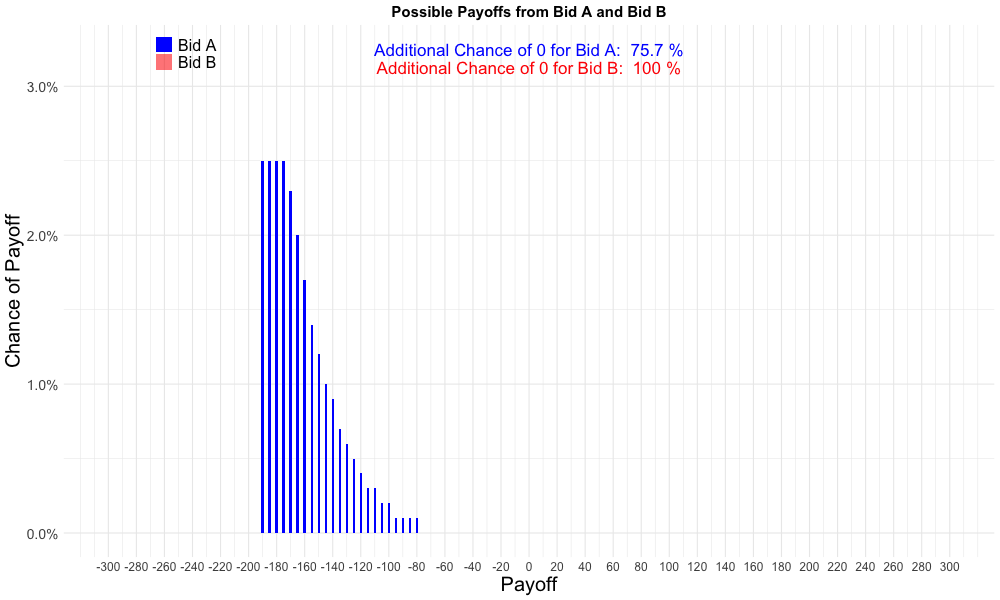 Possible Payoffs from Bid A and Bid B
Bid A
Bid B
Additional Chance of 0 for Bid A:  75.7 %
Additional Chance of 0 for Bid B:  100 %
Chance of Payoff
3.0%
2.0%
1.0%
0.0%
-300 -280 -260 -240 -220 -200 -180 -160 -140 -120 -100 -80 -60 -40 -20 0 20 40 60 80 100 120 140 160 180 200 220 240 260 280 300
Payoff